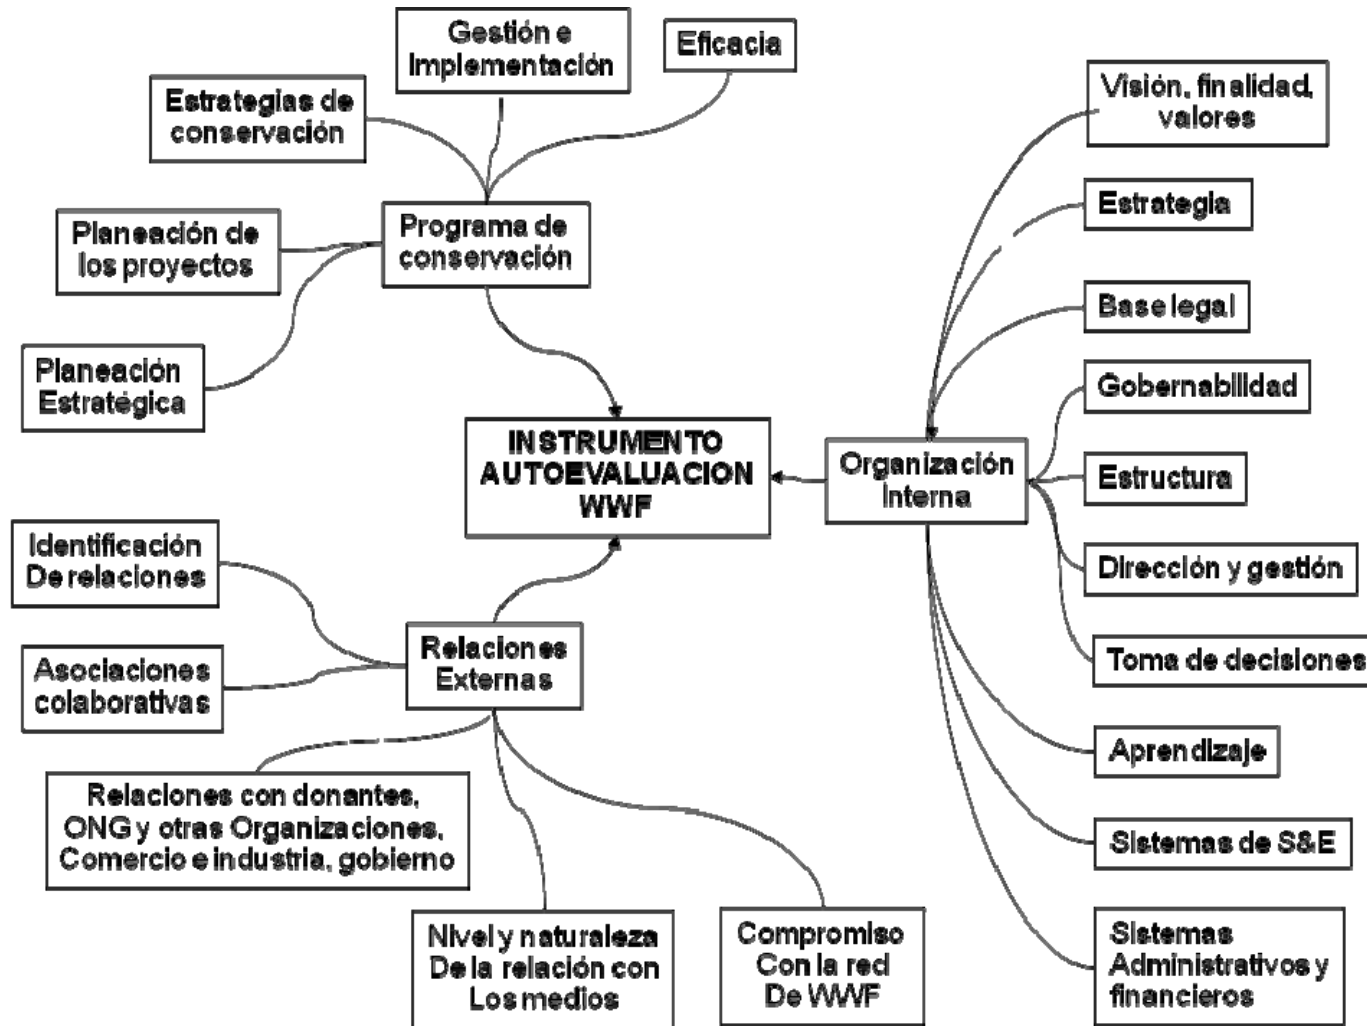 Gestión e
Implementación
Eficacia
Estrategias de
conservación
Visión, finalidad,
valores
Programa de
conservación
Planeación de
los proyectos
Planeación
Estratégica
Estrategia
Base legal
Gobernabilidad
Estructura
Dirección y gestión
Toma de decisiones
Aprendizaje
Sistemas de S&E
Sistemas
Administrativos y
financieros
INSTRUMENTO
AUTOEVALUACION
WWF
Organización
Interna
Identificación
De relaciones
Asociaciones
colaborativas
Relaciones
Externas
Relaciones con donantes,
ONG y otras Organizaciones,
Comercio e industria, gobierno
Nivel y naturaleza
De la relación con
Los medios
Compromiso
Con la red
De WWF